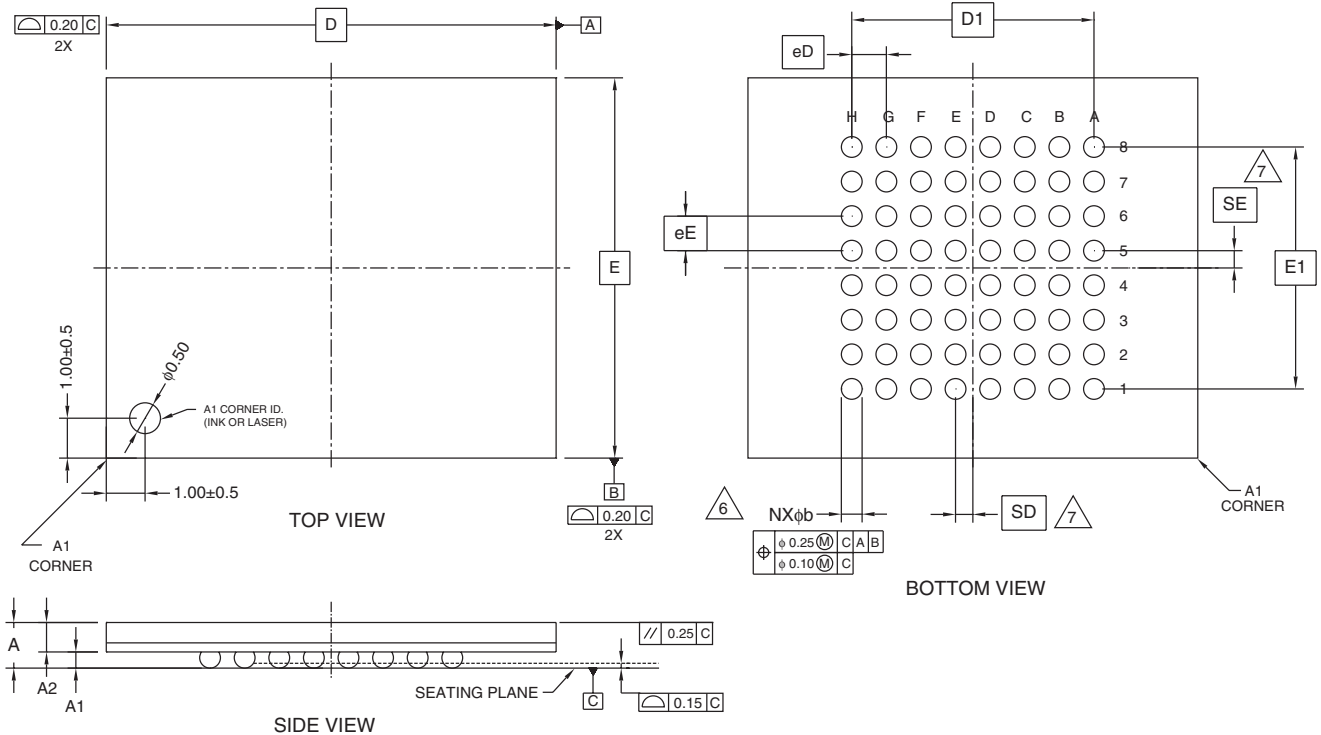 ⌓ 0.20 C
2X
D
A
E
1.00±0.5
ϕ0.50
A1 CORNER ID.
(INK OR LASER)
1.00±0.5
B
⌓ 0.20 C
2X
TOP VIEW
A1
CORNER
D1
eD
H G F E D C B A
8
7
6
5
4
3
2
1
7
SE
eE
E1
6
NXϕb
SD
7
⌖ ϕ 0.25 Ⓜ C A B
ϕ 0.10 Ⓜ C
A1
CORNER
BOTTOM VIEW
A
A2
A1
// 0.25 C
SEATING PLANE
C
⌓ 0.15 C
SIDE VIEW